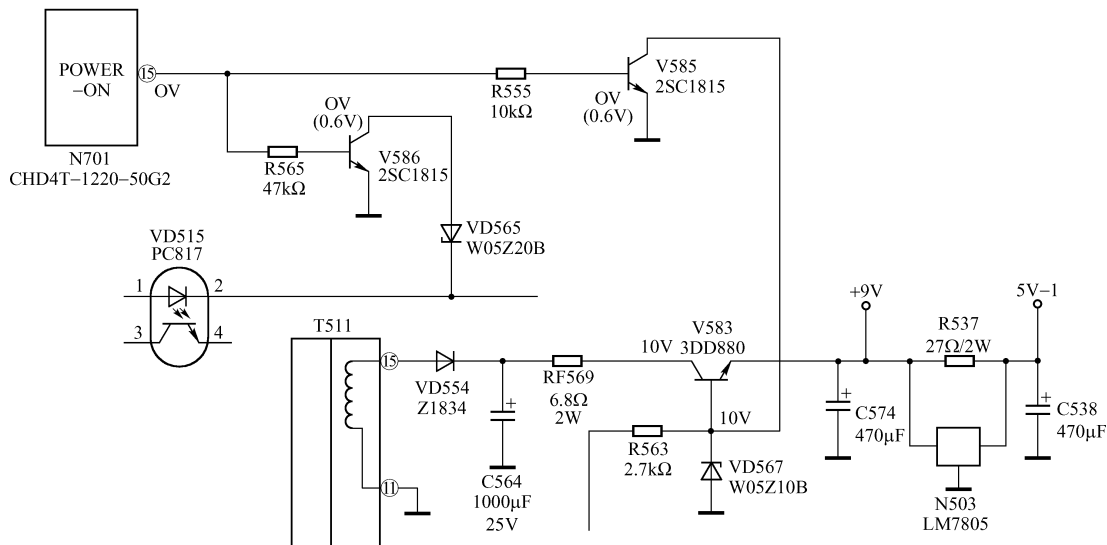 POWER
−ON
15
OV
N701
CHD4T−1220−50G2
R555
10kΩ
V585
2SC1815
OV
(0.6V)
OV
(0.6V)
R565
47kΩ
V586
2SC1815
VD565
W05Z20B
VD515
PC817
1
2
3
4
T511
15
VD554
Z1834
+
C564
1000μF
25V
11
RF569
6.8Ω
2W
10V
V583
3DD880
10V
R563
2.7kΩ
VD567
W05Z10B
+9V
5V−1
R537
27Ω/2W
+
C574
470μF
+
C538
470μF
N503
LM7805